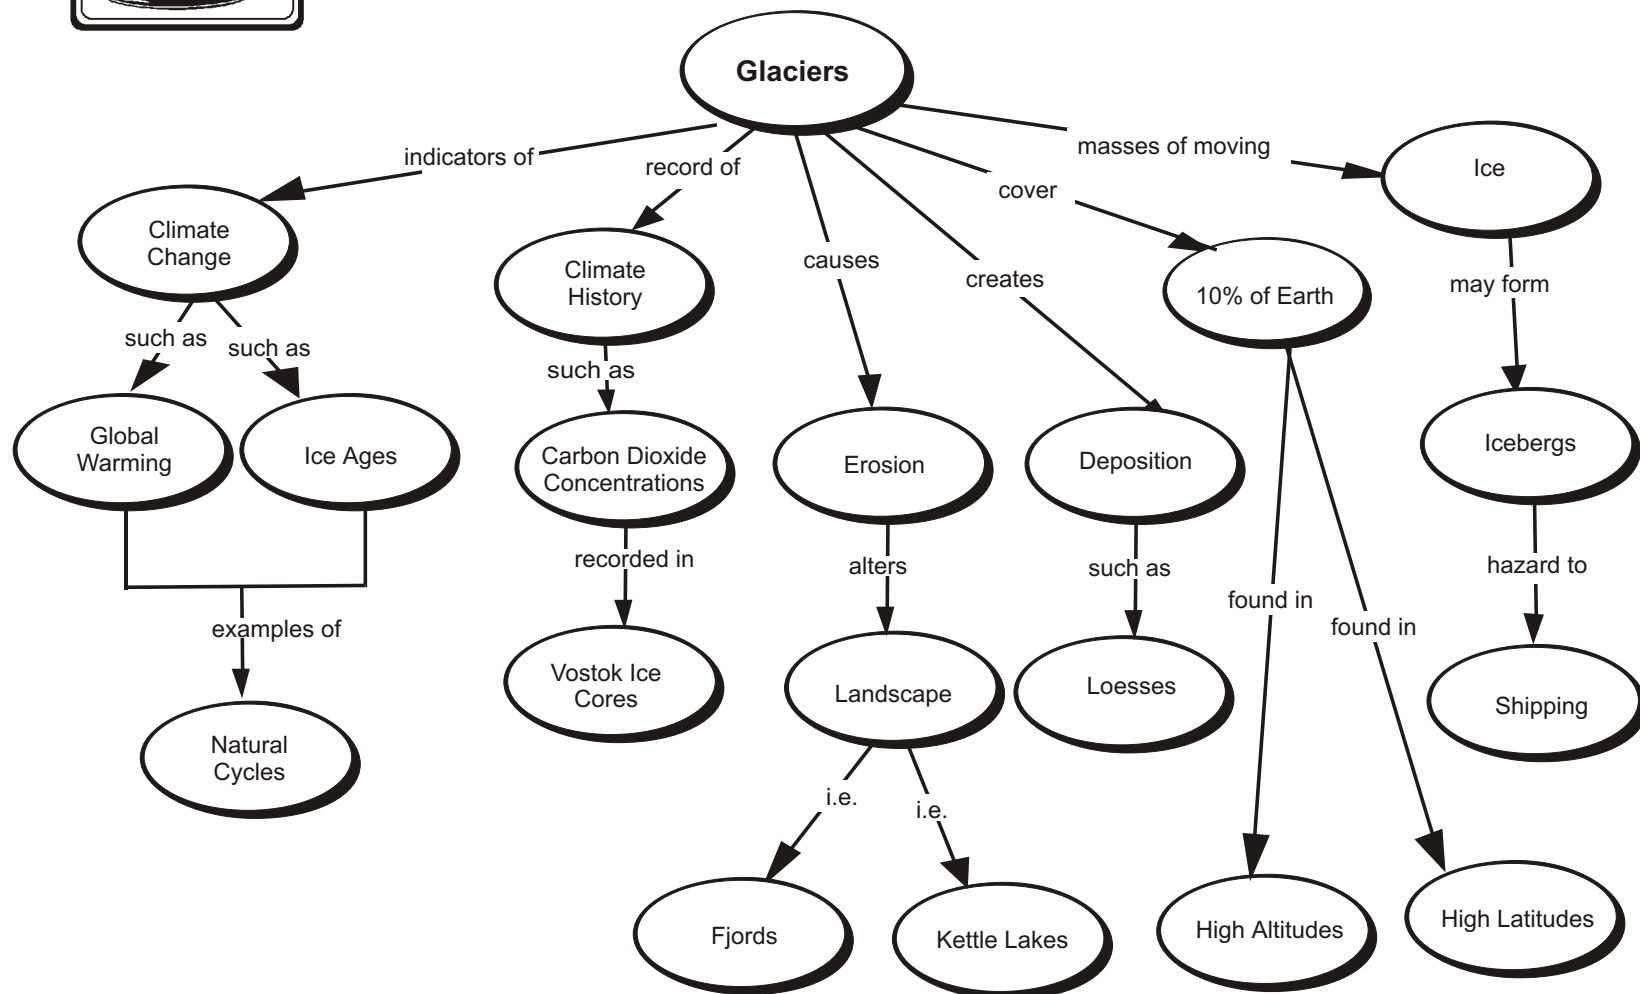 Glaciers
indicators of
record of
causes
creates
cover
masses of moving
Climate
Change
Climate
History
10% of Earth
Ice
such as
such as
such as
may form
Global
Warming
Ice Ages
Carbon Dioxide
Concentrations
Erosion
Deposition
Icebergs
examples of
recorded in
alters
such as
found in
found in
hazard to
Natural
Cycles
Vostok Ice
Cores
Landscape
Loesses
Shipping
i.e.
i.e.
Fjords
Kettle Lakes
High Altitudes
High Latitudes